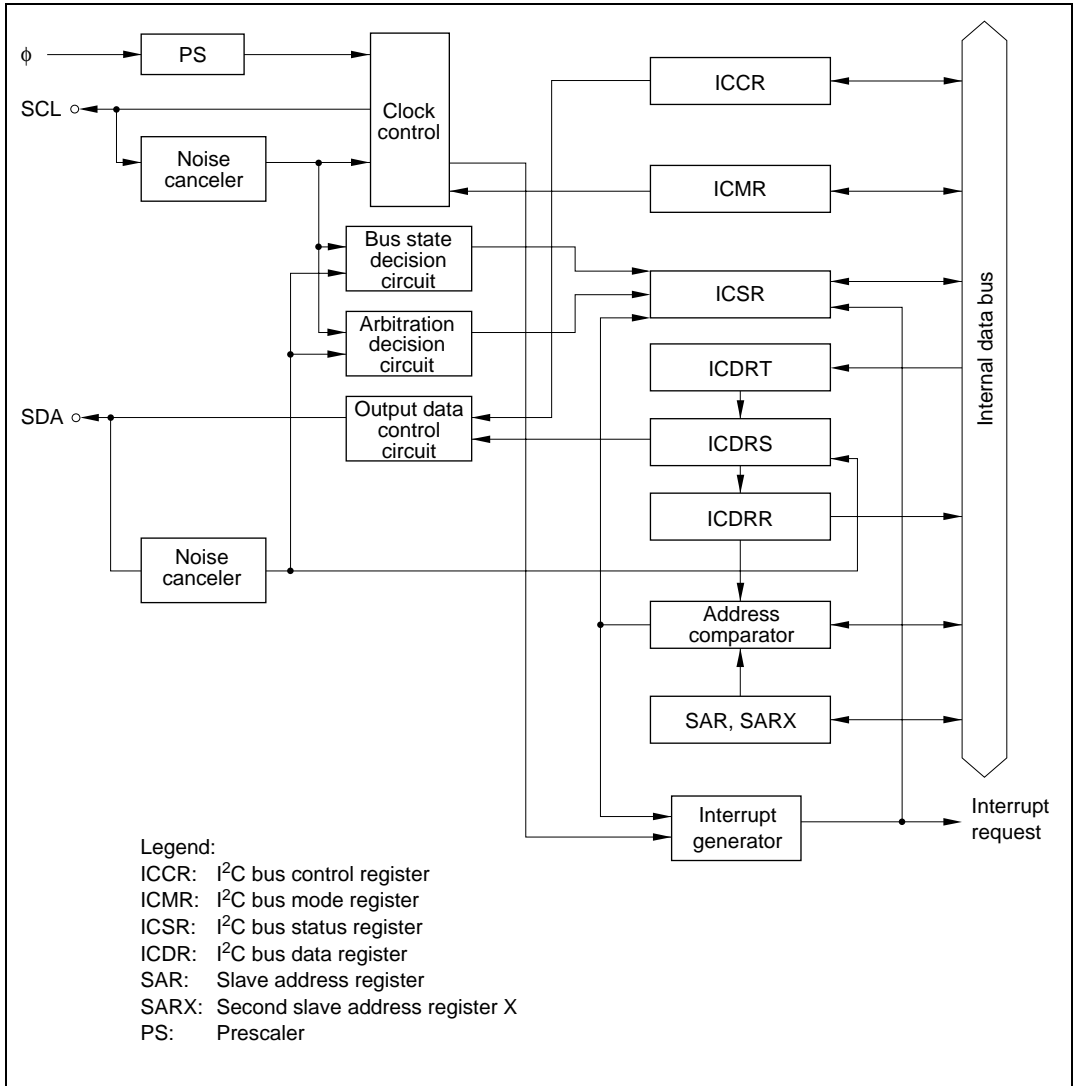 ϕ
PS
SCL
Clock
control
Noise
canceler
Bus state
decision
circuit
Arbitration
decision
circuit
SDA
Output data
control
circuit
Noise
canceler
ICCR
ICMR
ICSR
ICDRT
ICDRS
ICDRR
Address
comparator
SAR, SARX
Interrupt
generator
Internal data bus
Interrupt
request
Legend:
ICCR: I²C bus control register
ICMR: I²C bus mode register
ICSR: I²C bus status register
ICDR: I²C bus data register
SAR: Slave address register
SARX: Second slave address register X
PS: Prescaler